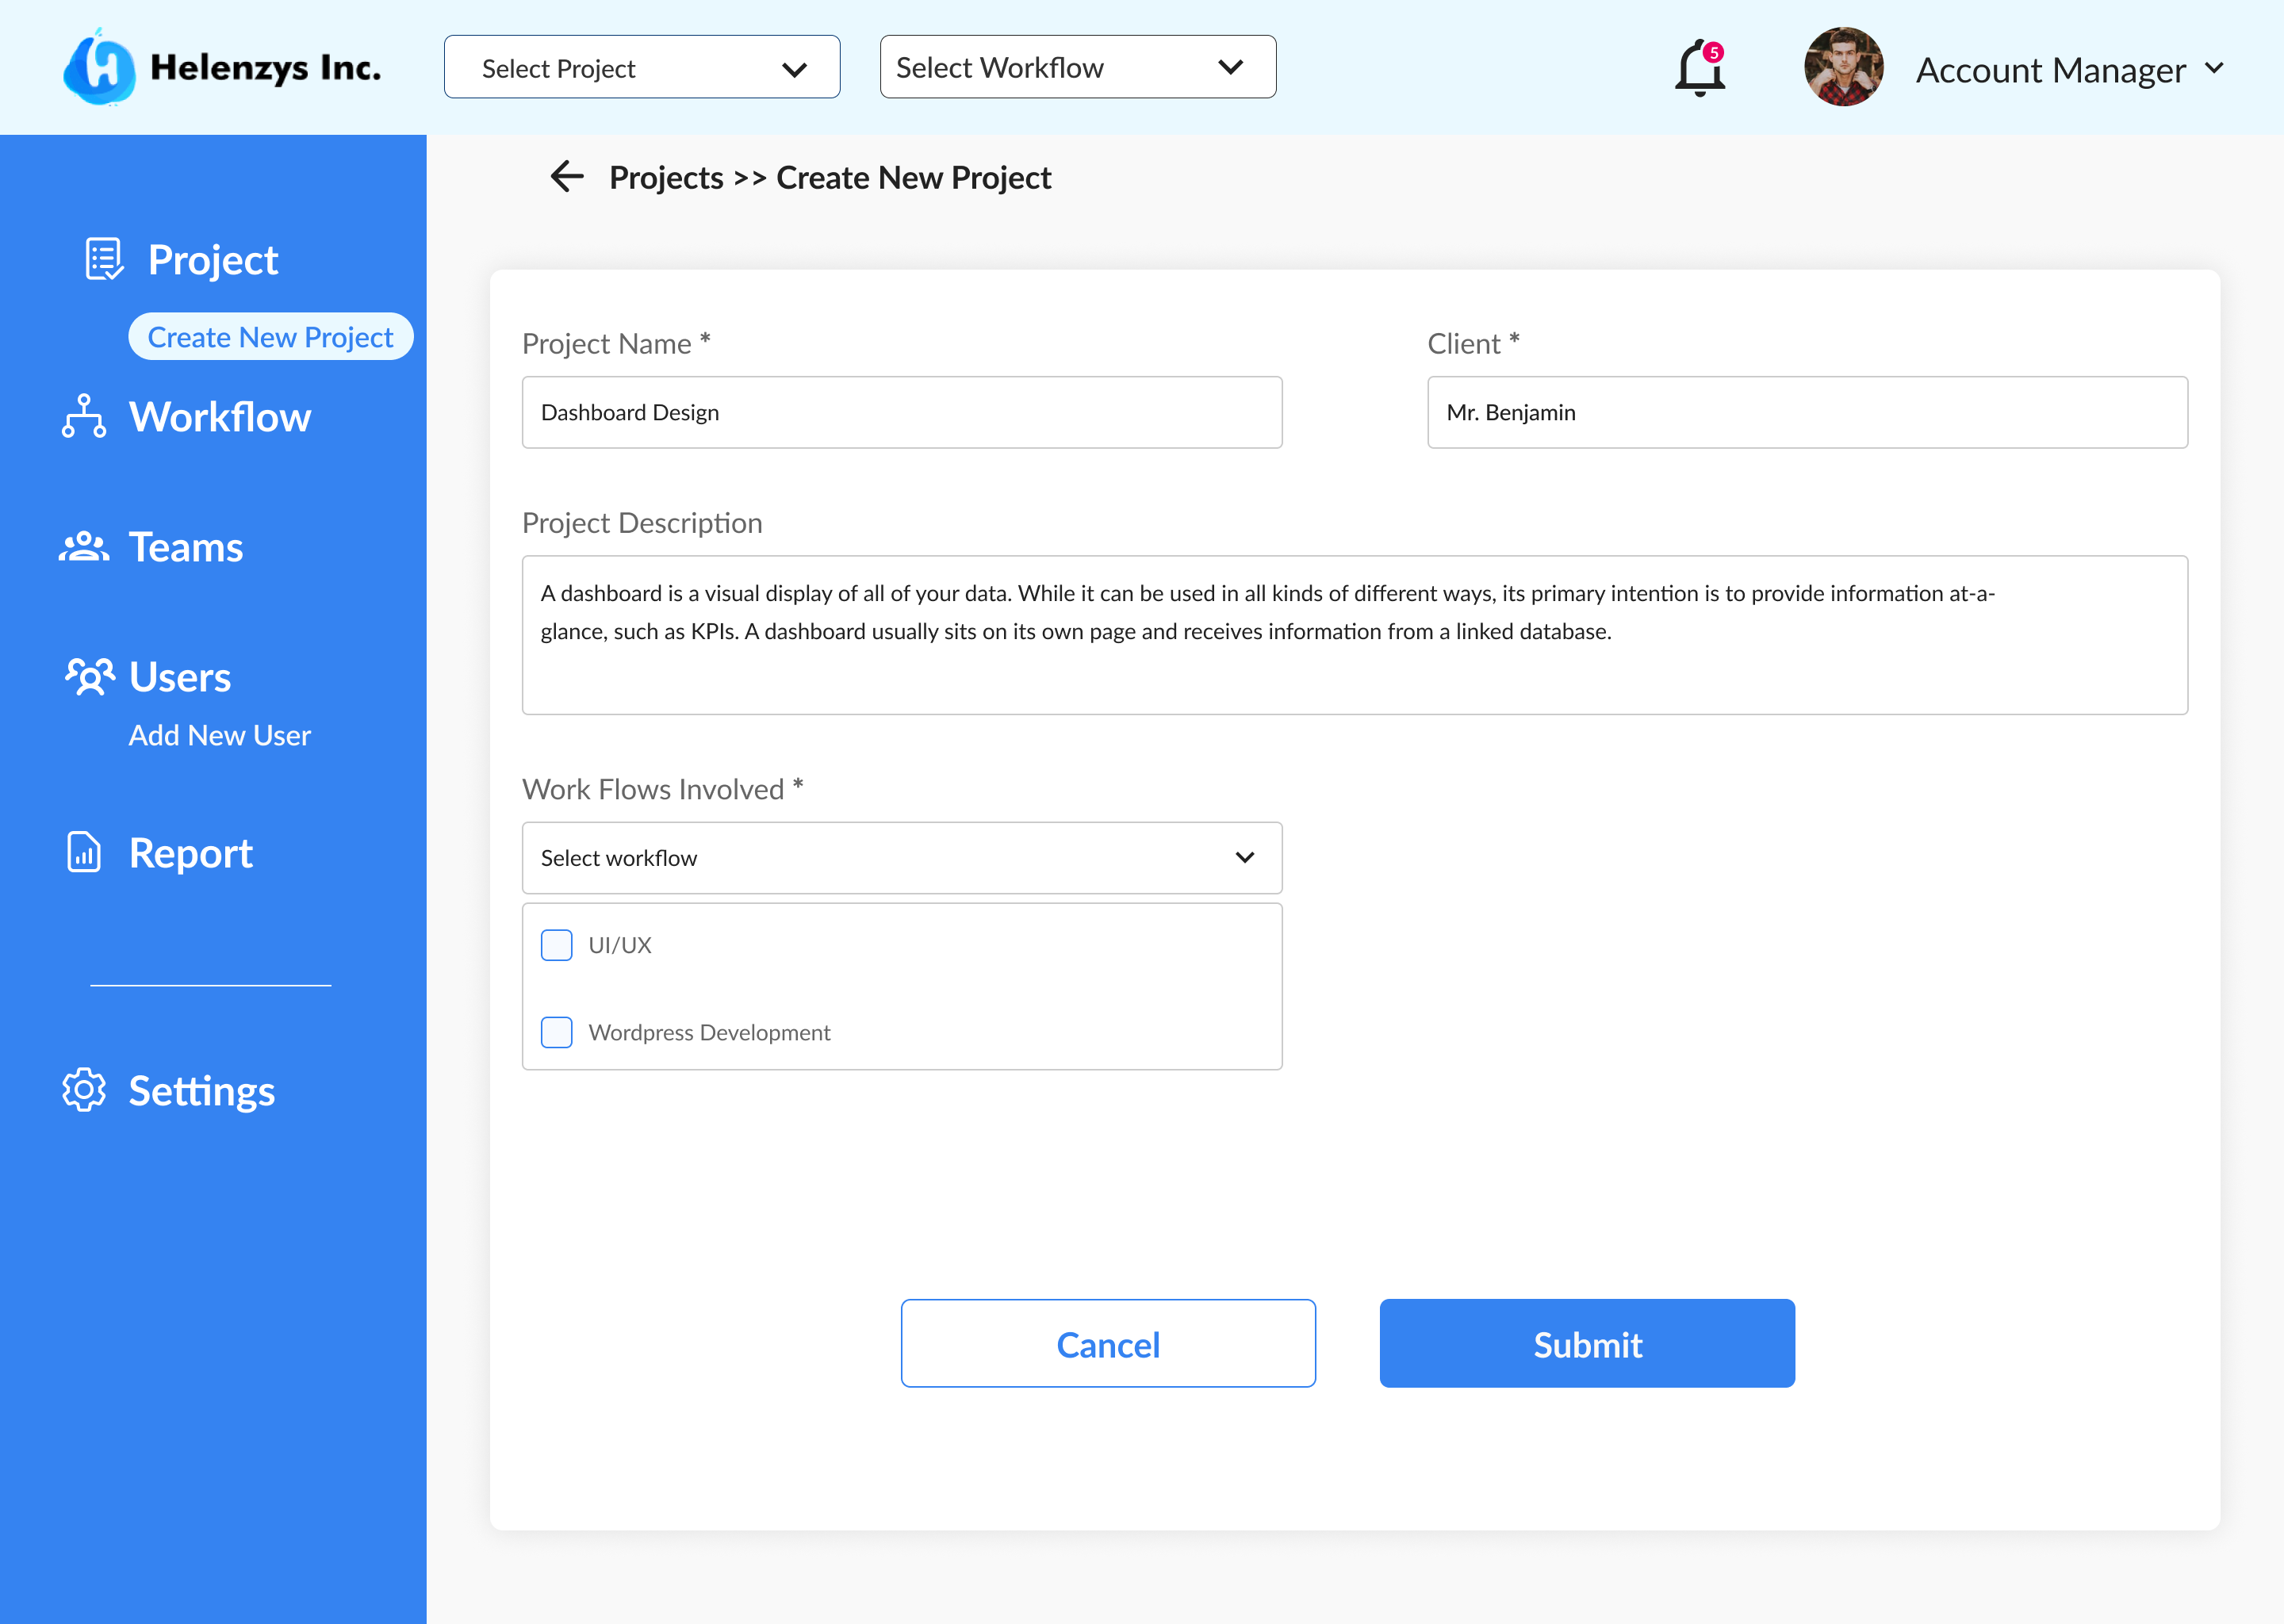 Helenzys Inc.
Select Project
Select Workflow
5
Account Manager
Projects >> Create New Project
Project
Create New Project
Workflow
Teams
Users
Add New User
Report
Settings
Project Name *
Client *
Dashboard Design
Mr. Benjamin
Project Description
A dashboard is a visual display of all of your data. While it can be used in all kinds of different ways, its primary intention is to provide information at-a-
glance, such as KPIs. A dashboard usually sits on its own page and receives information from a linked database.
Work Flows Involved *
Select workflow
UI/UX
Wordpress Development
Cancel
Submit